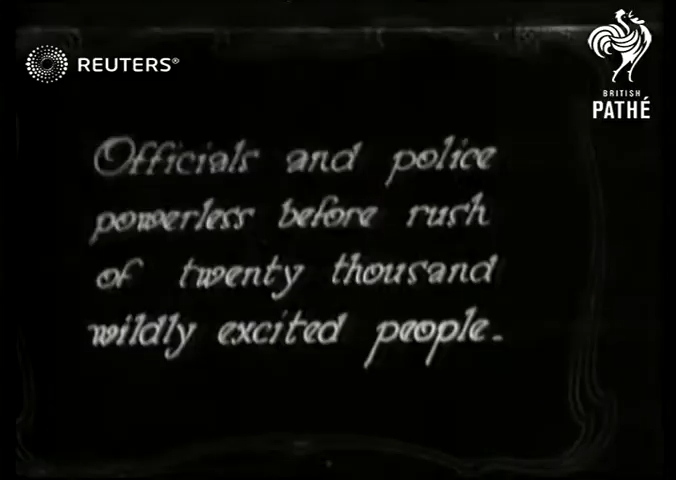 REUTERS®
BRITISH
PATHÉ
Officials and police
powerless before rush
of twenty thousand
wildly excited people.